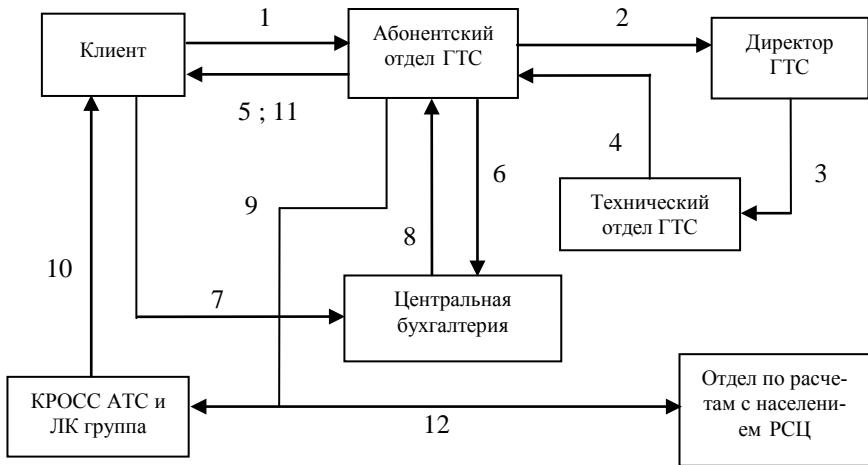 1
2
Клиент
Абонентский
отдел ГТС
Директор
ГТС
5 ; 11
4
3
6
9
Технический
отдел ГТС
8
10
7
Центральная
бухгалтерия
КРОСС АТС и
ЛК группа
12
Отдел по расче-
там с населени-
ем РСЦ